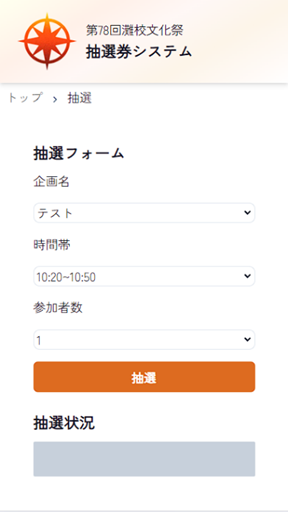 第78回灘校文化祭
抽選券システム
トップ › 抽選
抽選フォーム
企画名
テスト
時間帯
10:20~10:50
参加者数
1
抽選
抽選状況